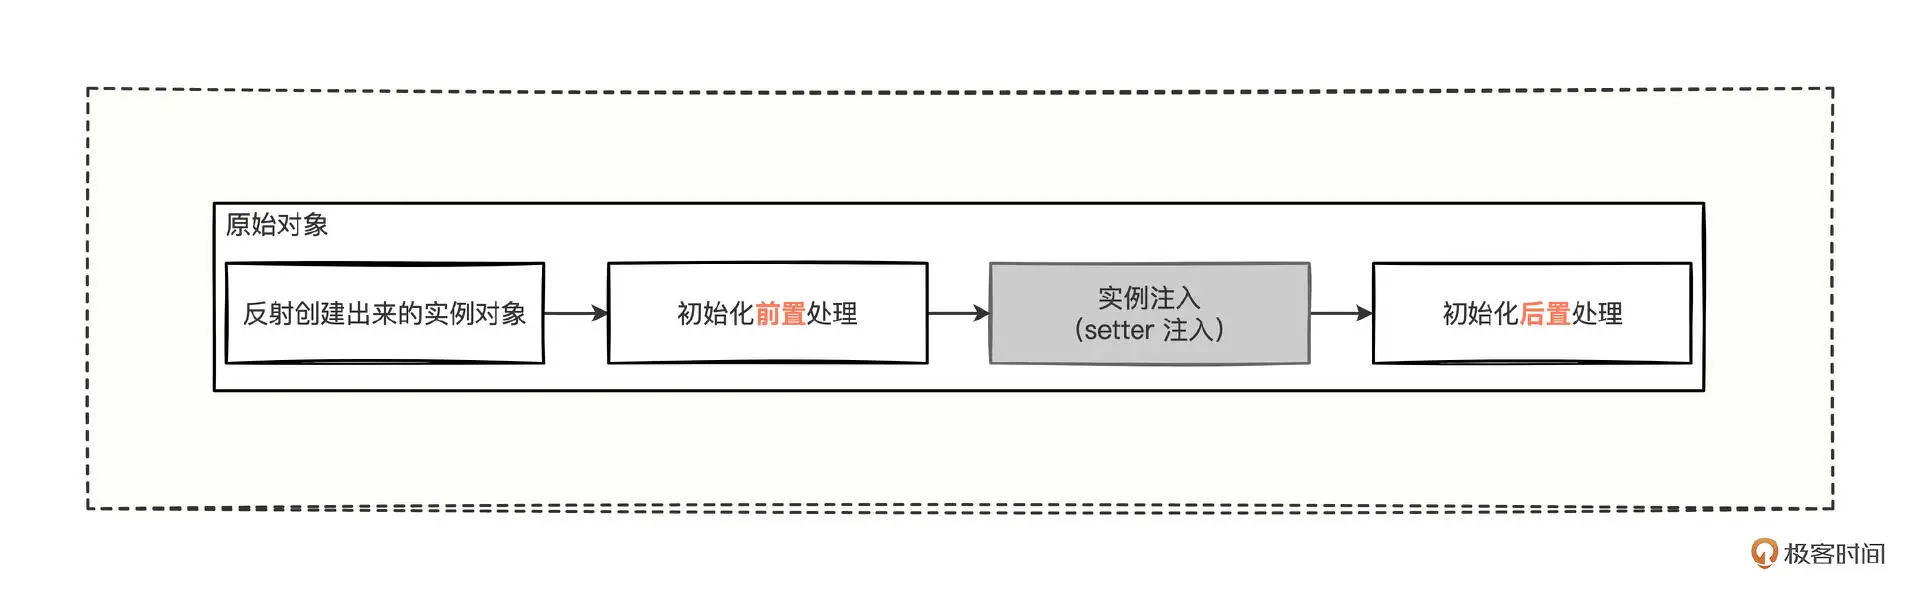 原始对象
反射创建出来的实例对象
初始化前置处理
实例注入
（setter 注入）
初始化后置处理
极客时间